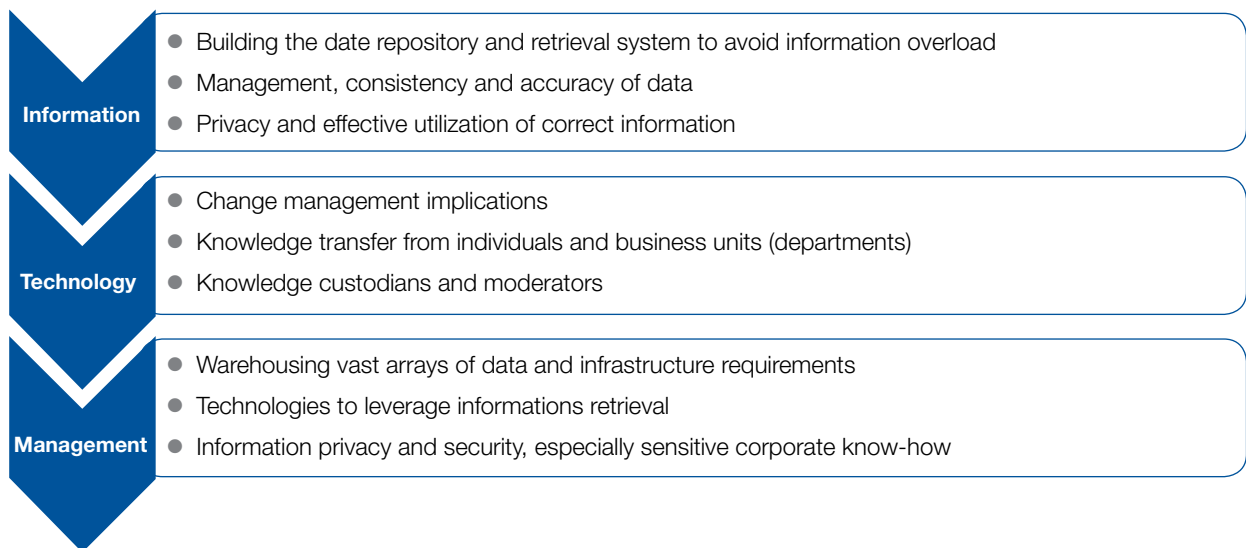 Information
Building the date repository and retrieval system to avoid information overload
Management, consistency and accuracy of data
Privacy and effective utilization of correct information
Technology
Change management implications
Knowledge transfer from individuals and business units (departments)
Knowledge custodians and moderators
Management
Warehousing vast arrays of data and infrastructure requirements
Technologies to leverage informations retrieval
Information privacy and security, especially sensitive corporate know-how